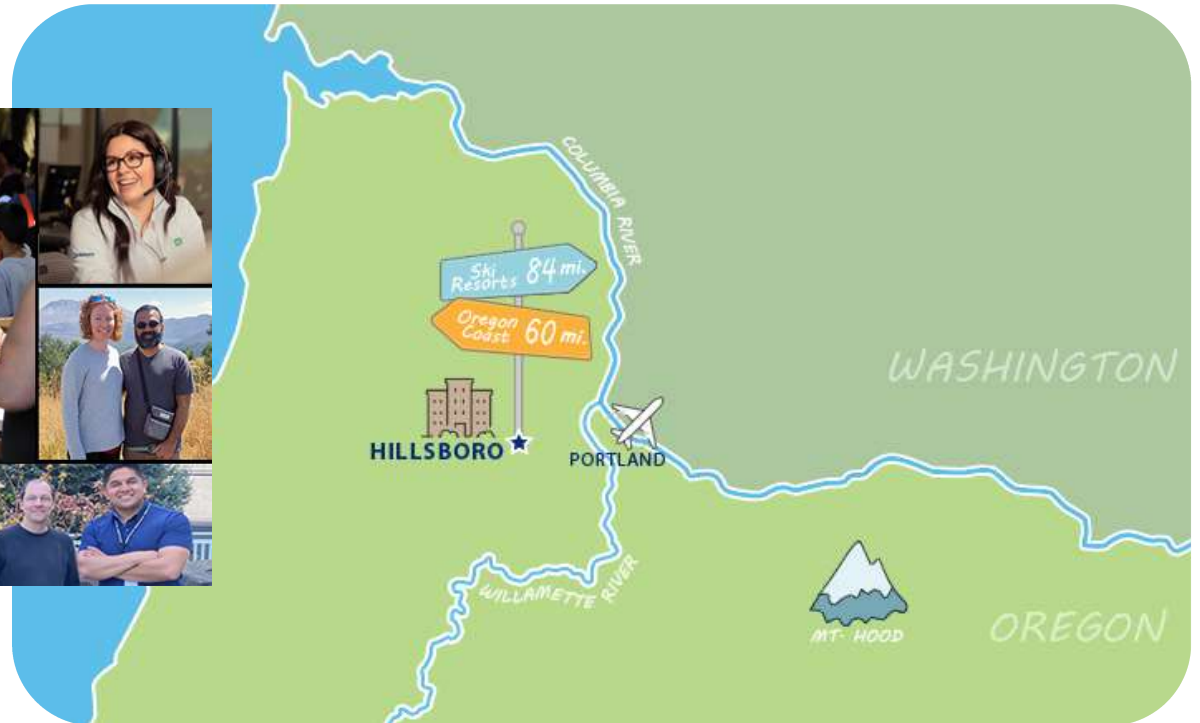 COLUMBIA RIVER
Ski
Resorts 84 mi.
Oregon
Coast 60 mi.
WASHINGTON
HILLSBORO
PORTLAND
WILLAMETTE RIVER
MT- HOOD
OREGON